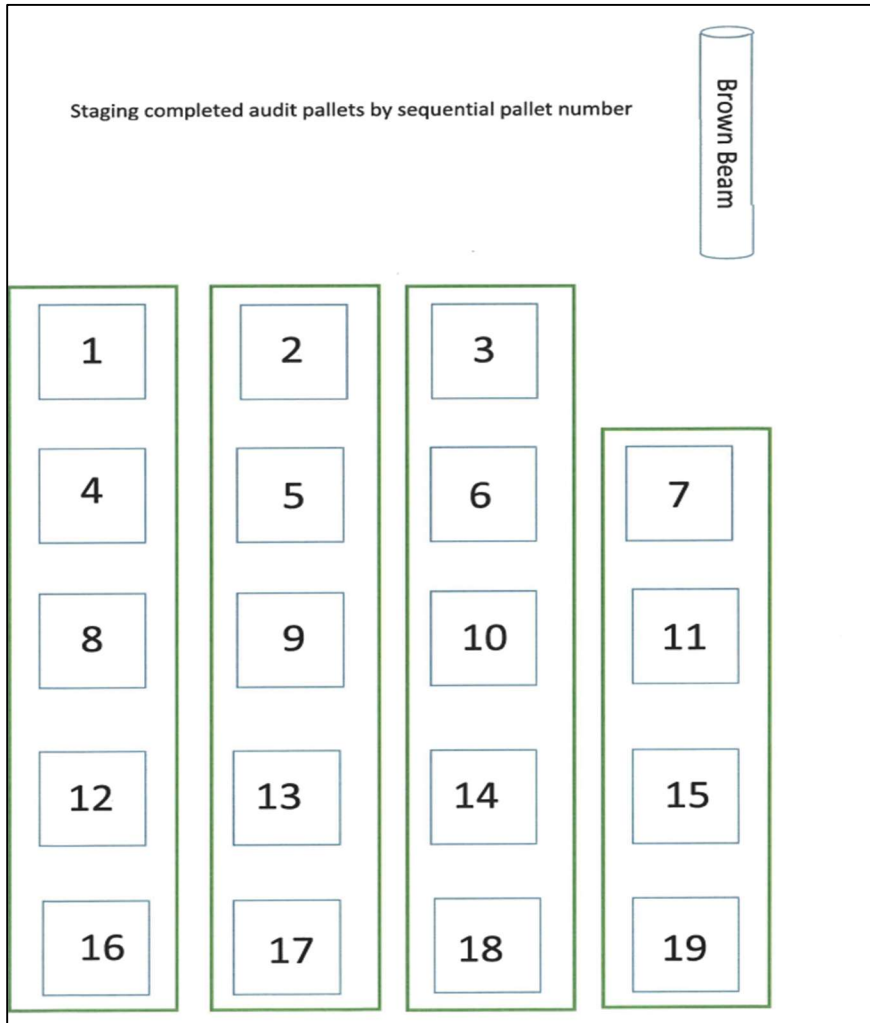 Staging completed audit pallets by sequential pallet number
Brown Beam
1 2 3
4 5 6 7
8 9 10 11
12 13 14 15
16 17 18 19